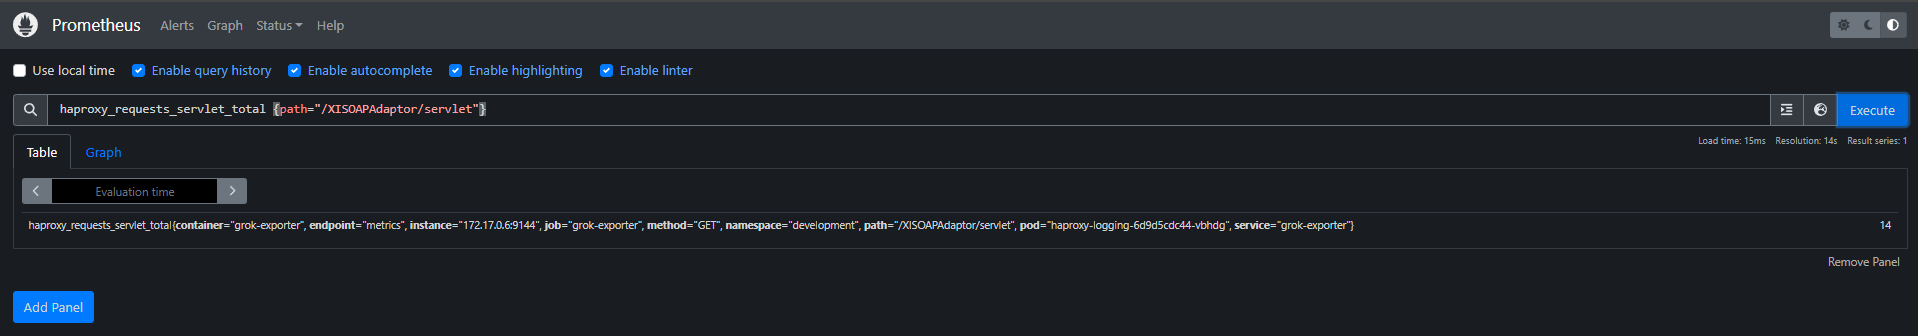 Prometheus Alerts Graph Status Help
Use local time Enable query history Enable autocomplete Enable highlighting Enable linter
haproxy_requests_servlet_total {path="/XISOAPAdaptor/servlet"} Execute
Load time: 15ms Resolution: 14s Result series: 1
Table Graph
Evaluation time
haproxy_requests_servlet_total{container="grok-exporter", endpoint="metrics", instance="172.17.0.6:9144", job="grok-exporter", method="GET", namespace="development", path="/XISOAPAdaptor/servlet", pod="haproxy-logging-6d9d5cdc44-vbhdg", service="grok-exporter"} 14
Remove Panel
Add Panel